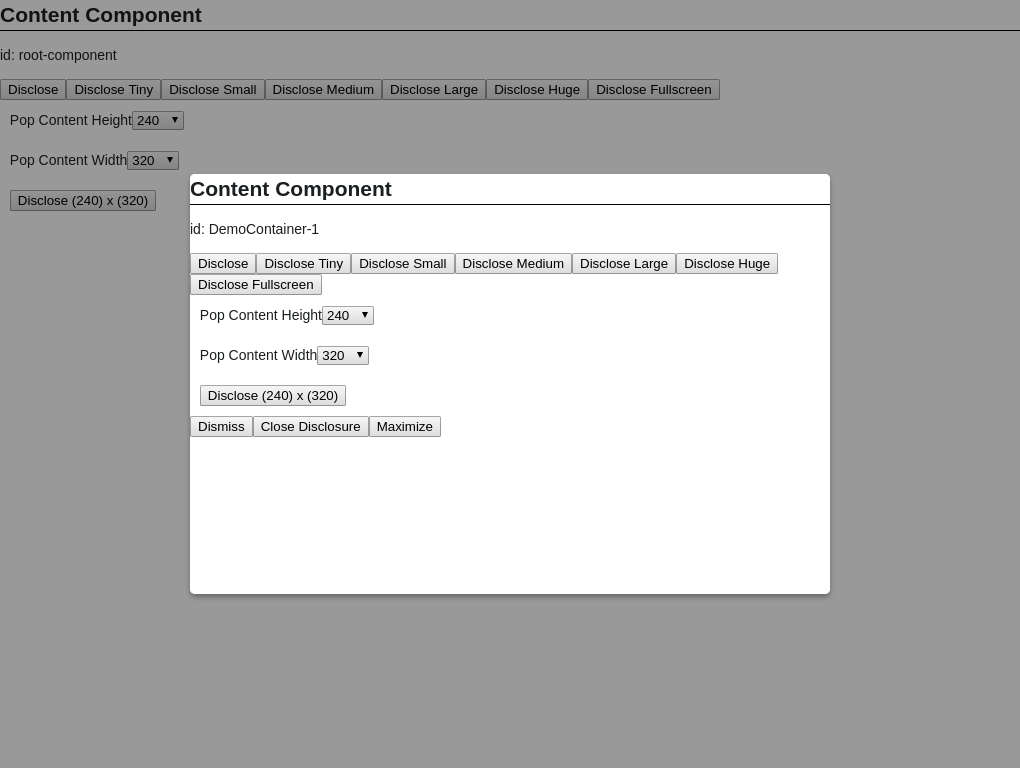 Content Component
id: root-component
Disclose Disclose Tiny Disclose Small Disclose Medium Disclose Large Disclose Huge Disclose Fullscreen
Pop Content Height 240
Pop Content Width 320
Disclose (240) x (320)
Content Component
id: DemoContainer-1
Disclose Disclose Tiny Disclose Small Disclose Medium Disclose Large Disclose Huge
Disclose Fullscreen
Pop Content Height 240
Pop Content Width 320
Disclose (240) x (320)
Dismiss Close Disclosure Maximize